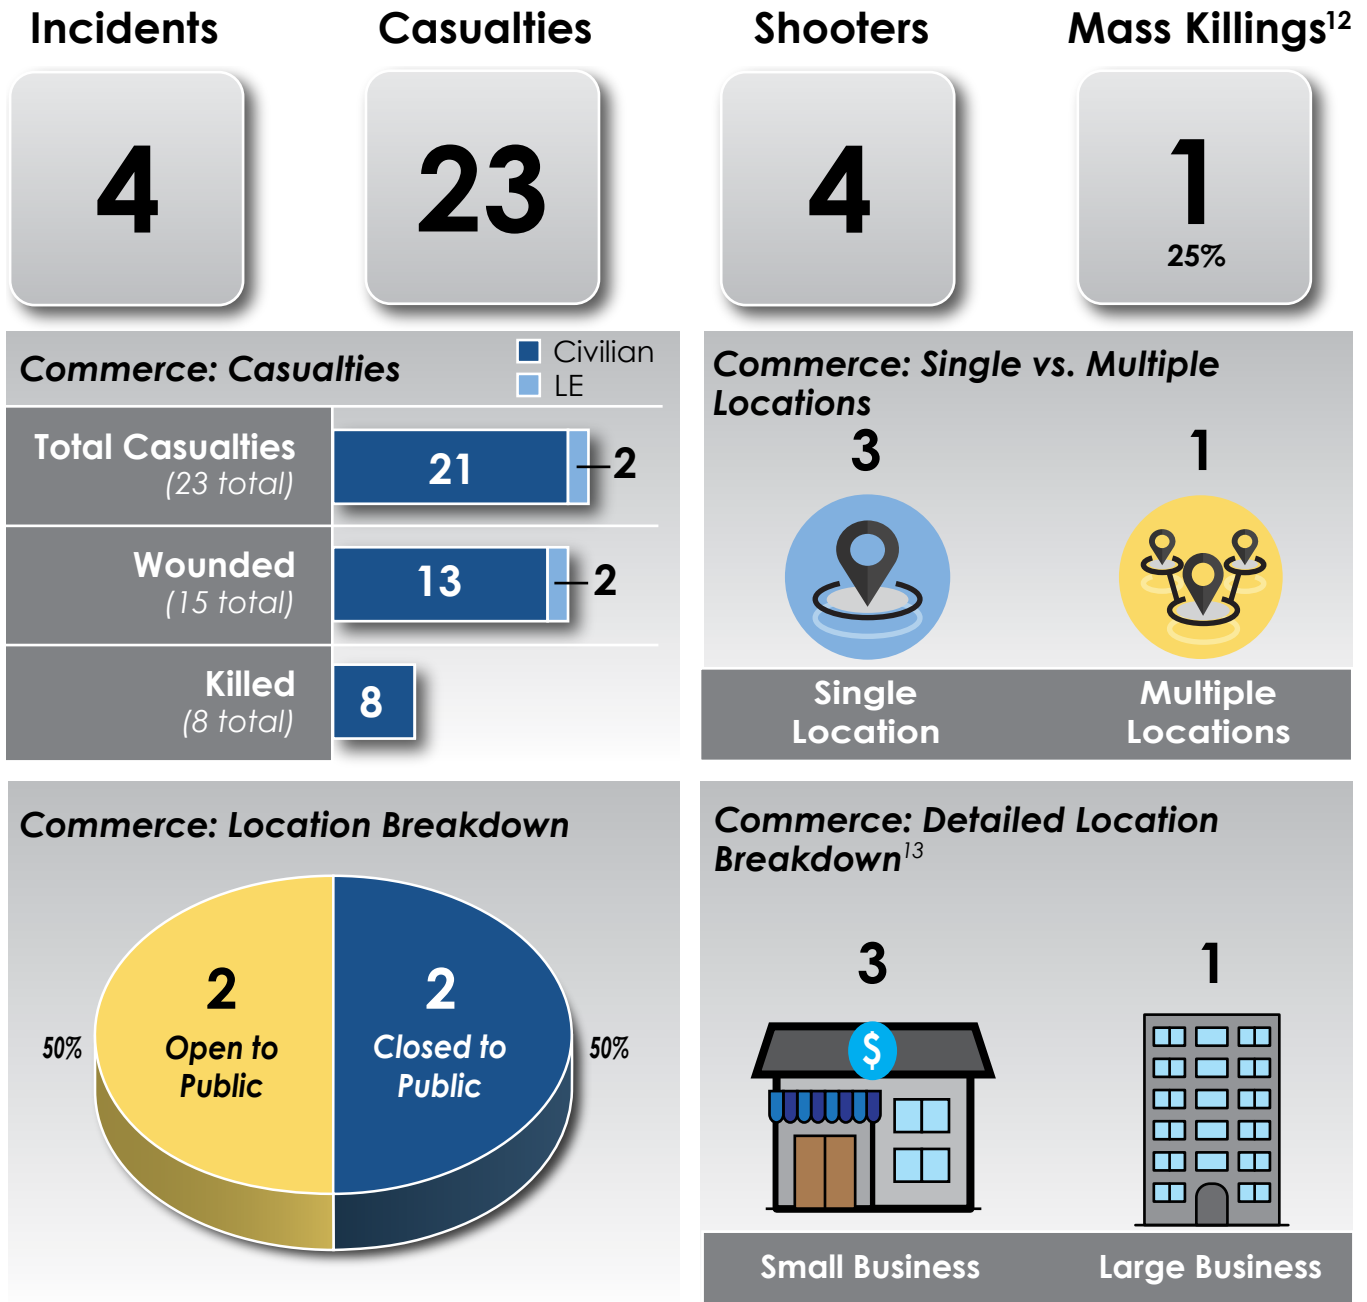 Incidents
Casualties
Shooters
Mass Killings12
4
23
4
1
25%
Commerce: Casualties
Civilian
LE
Total Casualties
(23 total)
21
2
Wounded
(15 total)
13
2
Killed
(8 total)
8
Commerce: Single vs. Multiple
Locations
3
1
Single
Location
Multiple
Locations
Commerce: Location Breakdown
50%
2
Open to
Public
2
Closed to
Public
50%
Commerce: Detailed Location
Breakdown13
3
1
$
Small Business
Large Business